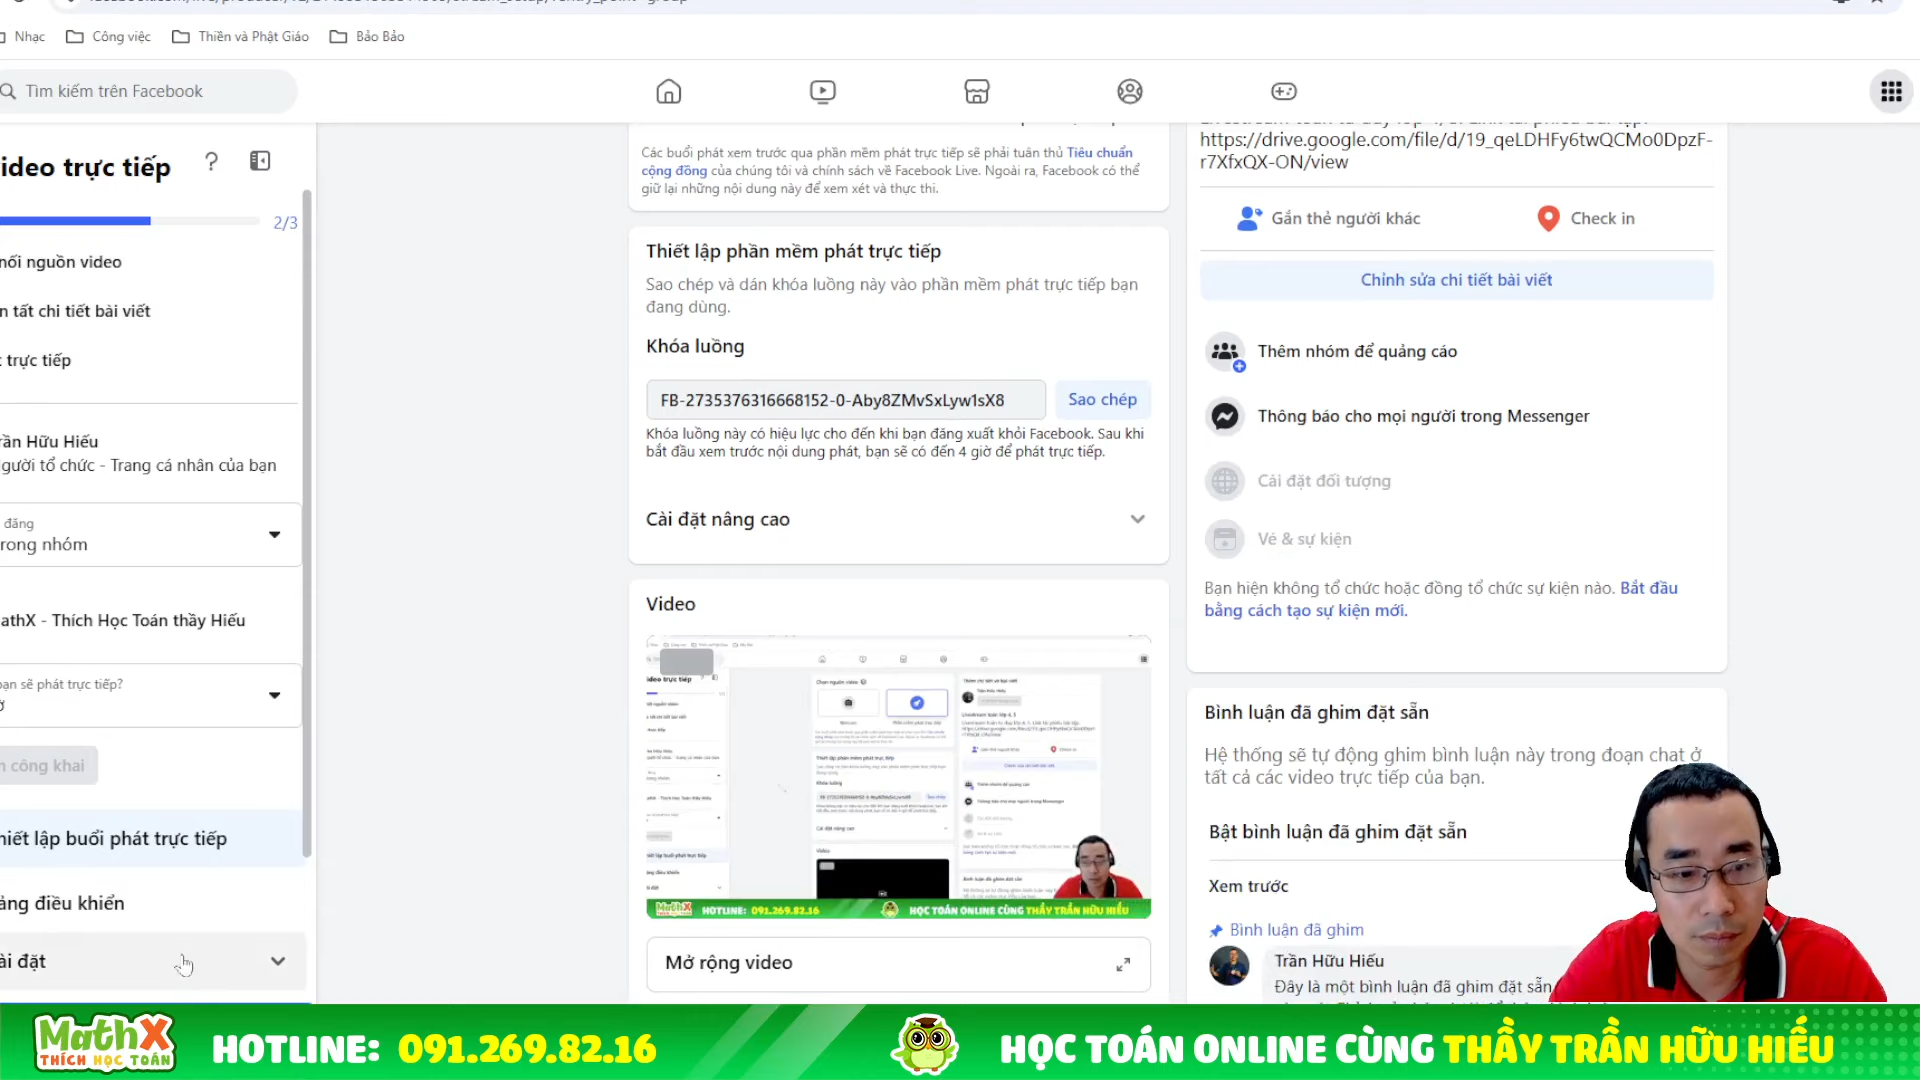 Nhạc
Công việc
Thiền và Phật Giáo
Bảo Bảo
Tìm kiếm trên Facebook
ideo trực tiếp
?
2/3
nối nguồn video
n tất chi tiết bài viết
t trực tiếp
rần Hữu Hiếu
gười tổ chức - Trang cá nhân của bạn
đăng
rong nhóm
athX - Thích Học Toán thầy Hiếu
bạn sẽ phát trực tiếp?
n công khai
hiết lập buổi phát trực tiếp
ảng điều khiển
ài đặt
Các buổi phát xem trước qua phần mềm phát trực tiếp sẽ phải tuân thủ Tiêu chuẩn
cộng đồng của chúng tôi và chính sách về Facebook Live. Ngoài ra, Facebook có thể
giữ lại những nội dung này để xem xét và thực thi.
Thiết lập phần mềm phát trực tiếp
Sao chép và dán khóa luồng này vào phần mềm phát trực tiếp bạn
đang dùng.
Khóa luồng
FB-2735376316668152-0-Aby8ZMvSxLyw1sX8
Sao chép
Khóa luồng này có hiệu lực cho đến khi bạn đăng xuất khỏi Facebook. Sau khi
bắt đầu xem trước nội dung phát, bạn sẽ có đến 4 giờ để phát trực tiếp.
Cài đặt nâng cao
Video
MathX
HOTLINE: 091.269.82.16
HỌC TOÁN ONLINE CÙNG THẦY TRẦN HỮU HIẾU
Mở rộng video
https://drive.google.com/file/d/19_qeLDHFy6twQCMo0DpzF-
r7XfxQX-ON/view
Gắn thẻ người khác
Check in
Chỉnh sửa chi tiết bài viết
Thêm nhóm để quảng cáo
Thông báo cho mọi người trong Messenger
Cài đặt đối tượng
Vé & sự kiện
Bạn hiện không tổ chức hoặc đồng tổ chức sự kiện nào. Bắt đầu
bằng cách tạo sự kiện mới.
Bình luận đã ghim đặt sẵn
Hệ thống sẽ tự động ghim bình luận này trong đoạn chat ở
tất cả các video trực tiếp của bạn.
Bật bình luận đã ghim đặt sẵn
Xem trước
Bình luận đã ghim
Trần Hữu Hiếu
Đây là một bình luận đã ghim đặt sẵn
MathX
THÍCH HỌC TOÁN
HOTLINE: 091.269.82.16
HỌC TOÁN ONLINE CÙNG THẦY TRẦN HỮU HIẾU